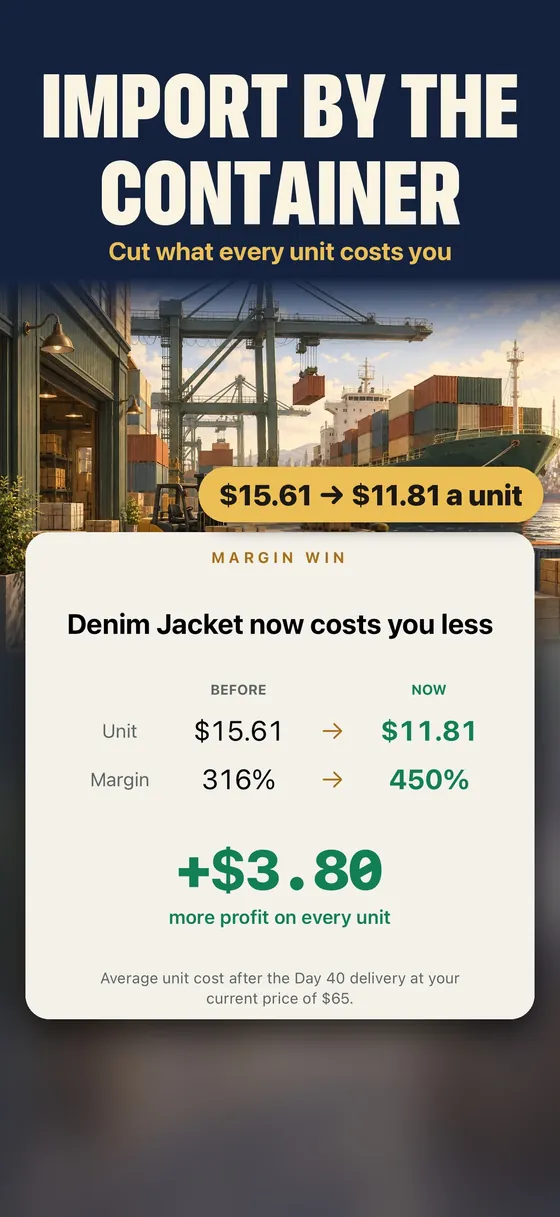 IMPORT BY THE
CONTAINER
Cut what every unit costs you
$15.61 → $11.81 a unit
MARGIN WIN
Denim Jacket now costs you less
BEFORE NOW
Unit $15.61 → $11.81
Margin 316% → 450%
+$3.80
more profit on every unit
Average unit cost after the Day 40 delivery at your
current price of $65.